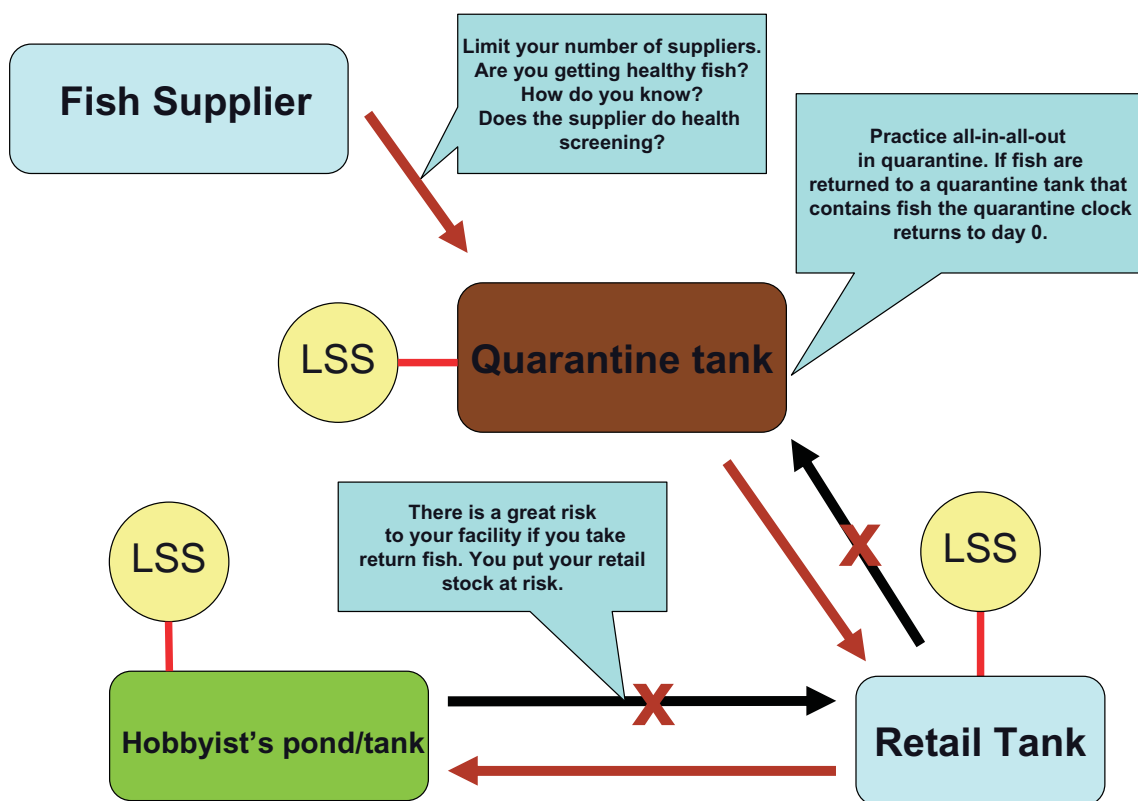 Fish Supplier
Limit your number of suppliers.
Are you getting healthy fish?
How do you know?
Does the supplier do health
screening?
Practice all-in-all-out
in quarantine. If fish are
returned to a quarantine tank that
contains fish the quarantine clock
returns to day 0.
LSS
Quarantine tank
There is a great risk
to your facility if you take
return fish. You put your retail
stock at risk.
X
LSS
LSS
X
Hobbyist's pond/tank
Retail Tank